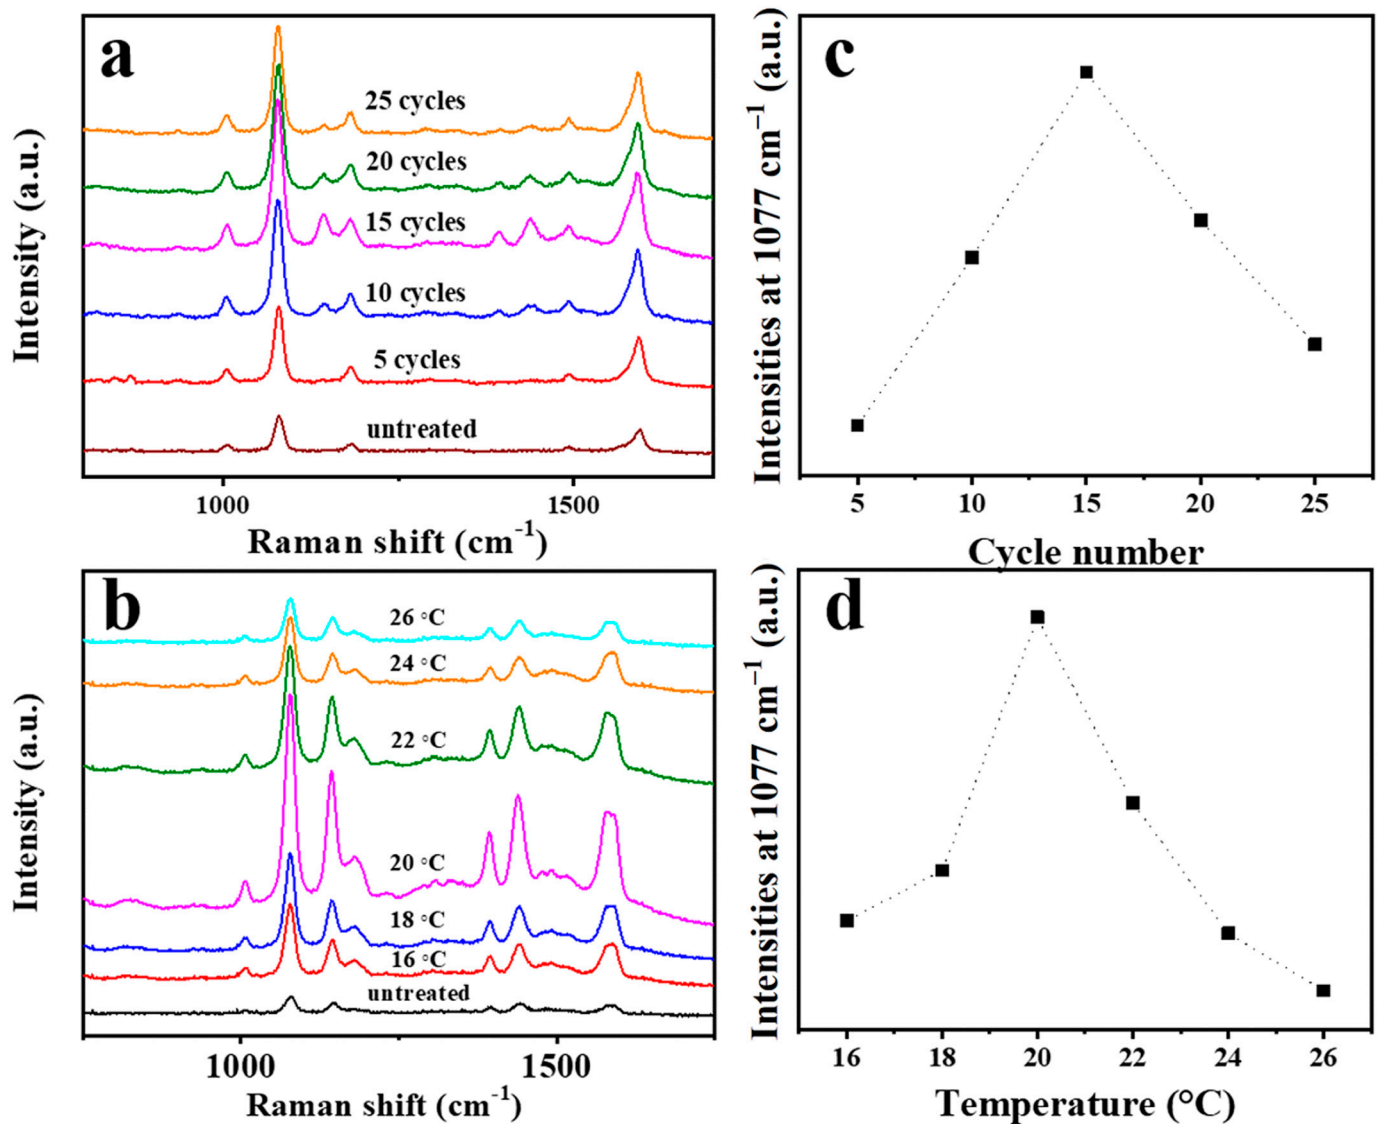 a
25 cycles
20 cycles
15 cycles
10 cycles
5 cycles
untreated
Intensity (a.u.)
1000 1500
Raman shift (cm⁻¹)
c
Intensities at 1077 cm⁻¹ (a.u.)
5 10 15 20 25
Cycle number
b
26 °C
24 °C
22 °C
20 °C
18 °C
16 °C
untreated
Intensity (a.u.)
1000 1500
Raman shift (cm⁻¹)
d
Intensities at 1077 cm⁻¹ (a.u.)
16 18 20 22 24 26
Temperature (°C)